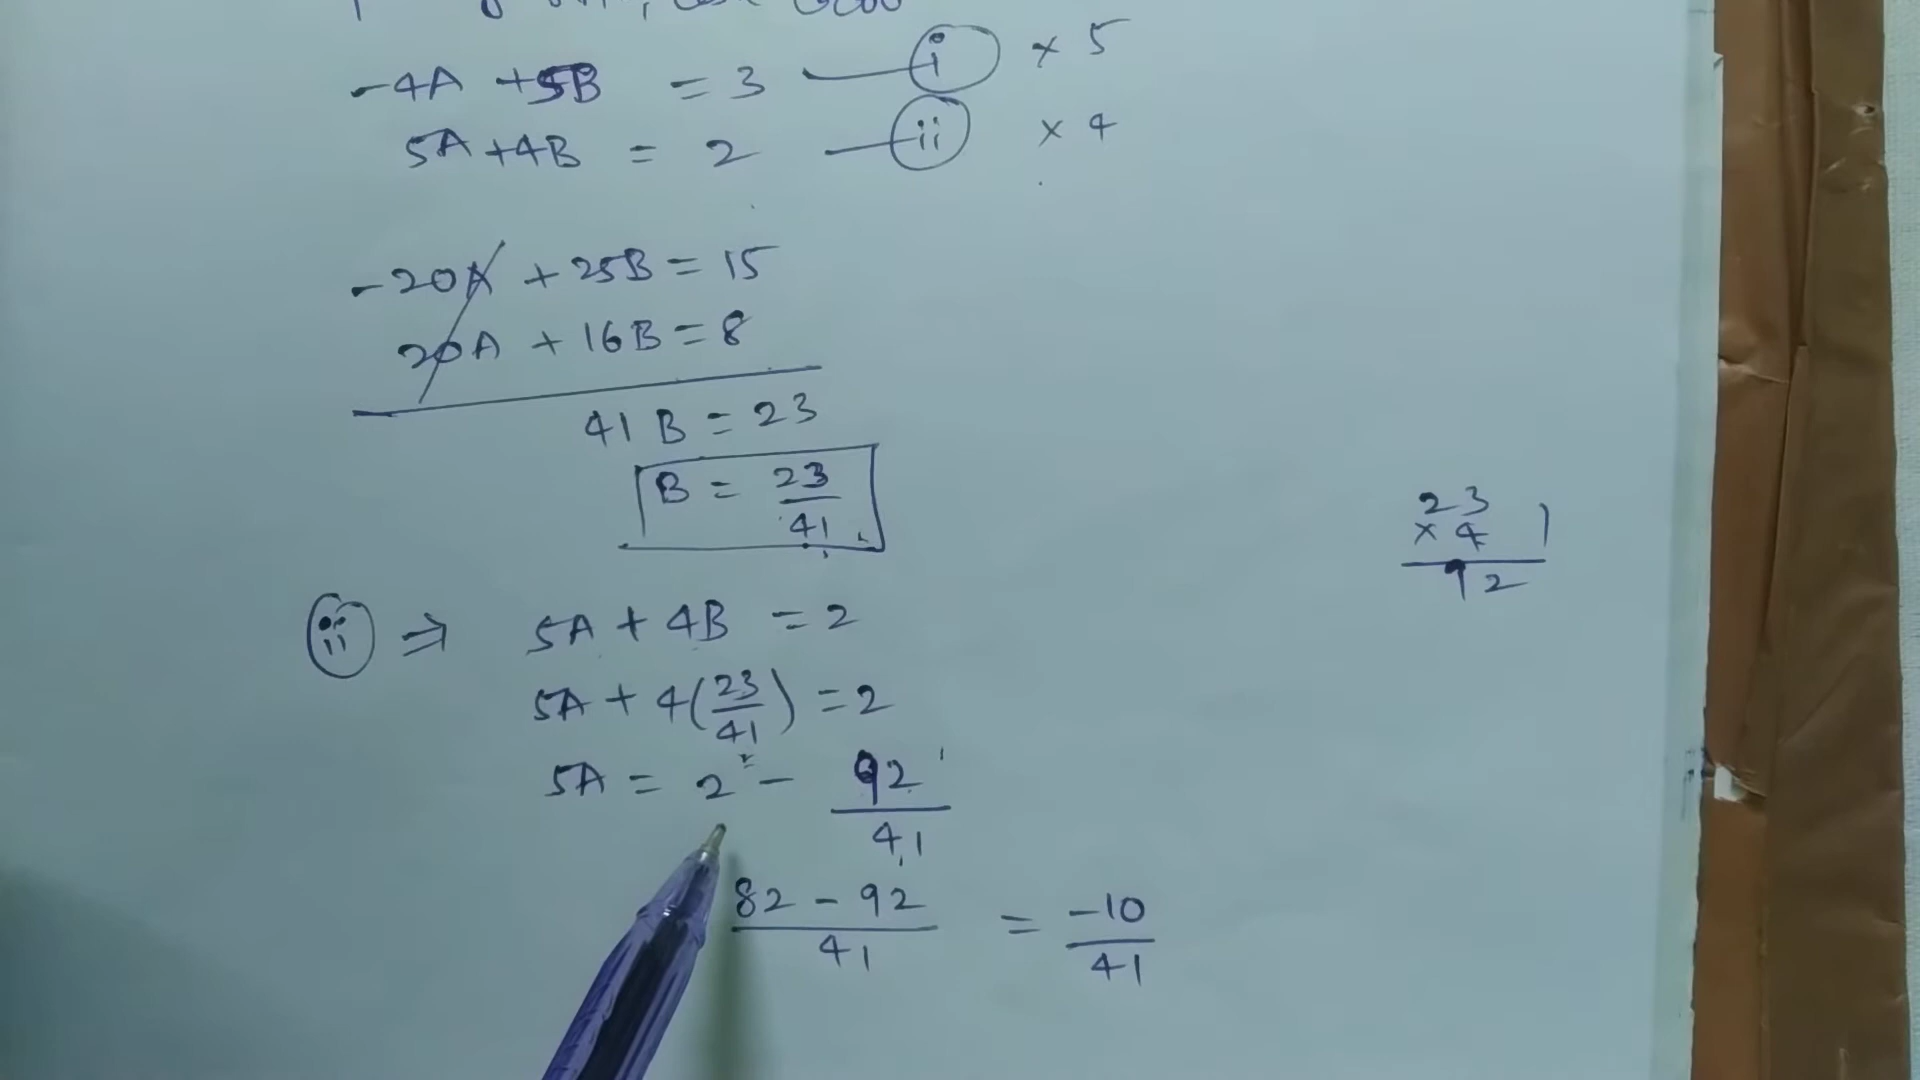 -4A + 5B = 3 — (i) × 5
5A + 4B = 2 — (ii) × 4
-20A + 25B = 15
20A + 16B = 8
41 B = 23
B = 23/41
(ii) ⇒ 5A + 4B = 2
5A + 4(23/41) = 2
5A = 2 - 92/41
82 - 92/41 = -10/41
23
× 4
92